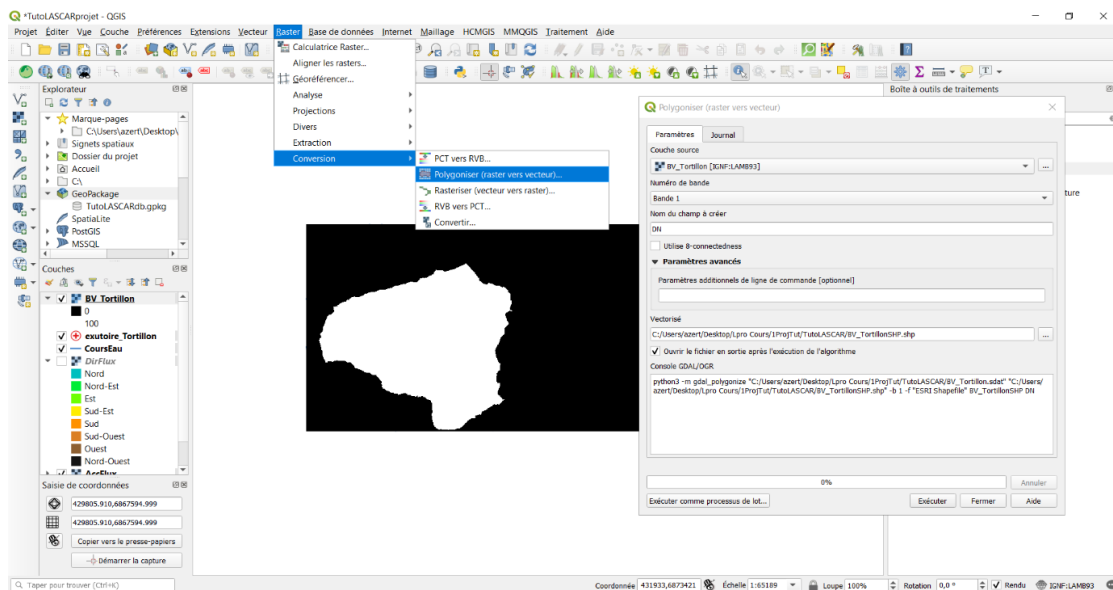 *TutoLASCARprojet - QGIS
Projet Éditer Vue Couche Préférences Extensions Vecteur Raster Base de données Internet Maillage HCMGIS MMQGIS Traitement Aide
Calculatrice Raster...
Aligner les rasters...
Géoréférencer...
Analyse
Projections
Divers
Extraction
Conversion
PCT vers RVB...
Polygoniser (raster vers vecteur)...
Rasteriser (vecteur vers raster)...
RVB vers PCT...
Convertir...
Explorateur
Marque-pages
C:\Users\azert\Desktop\
Signets spatiaux
Dossier du projet
Accueil
C:\
GeoPackage
TutoLASCARdb.gpkg
SpatiaLite
PostGIS
MSSQL
Couches
BV_Tortillon
0
100
exutoire_Tortillon
CoursEau
DirFlux
Nord
Nord-Est
Est
Sud-Est
Sud
Sud-Ouest
Ouest
Nord-Ouest
AccFlux
Saisie de coordonnées
429805.910,6867594.999
429805.910,6867594.999
Copier vers le presse-papiers
Démarrer la capture
Boîte à outils de traitements
ture
Polygoniser (raster vers vecteur)
Paramètres Journal
Couche source
BV_Tortillon [IGNF:LAMB93]
...
Numéro de bande
Bande 1
Nom du champ à créer
DN
Utilise 8-connectedness
Paramètres avancés
Paramètres additionnels de ligne de commande [optionnel]
Vectorisé
C:/Users/azert/Desktop/Lpro Cours/1ProjTut/TutoLASCAR/BV_TortillonSHP.shp
...
Ouvrir le fichier en sortie après l'exécution de l'algorithme
Console GDAL/OGR
python3 -m gdal_polygonize "C:/Users/azert/Desktop/Lpro Cours/1ProjTut/TutoLASCAR/BV_Tortillon.sdat" "C:/Users/
azert/Desktop/Lpro Cours/1ProjTut/TutoLASCAR/BV_TortillonSHP.shp" -b 1 -f "ESRI Shapefile" BV_TortillonSHP DN
0%
Annuler
Exécuter comme processus de lot...
Exécuter Fermer Aide
Taper pour trouver (Ctrl+K)
Coordonnée 431933,6873421 Échelle 1:65189 Loupe 100% Rotation 0,0 ° Rendu IGNF:LAMB93